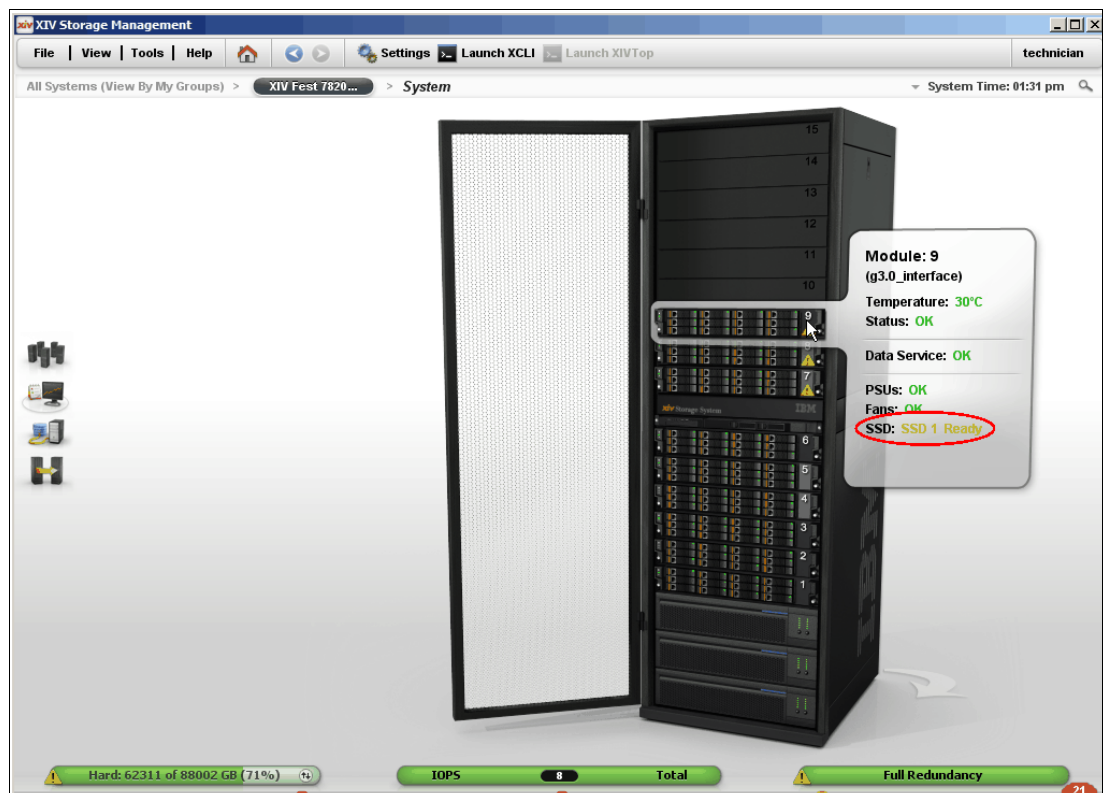 XIV XIV Storage Management
File | View | Tools | Help Settings Launch XCLI Launch XIVTop technician
All Systems (View By My Groups) > XIV Fest 7820... > System System Time: 01:31 pm
15
14
13
12
11
10
9
8
7
XIV Storage System IBM
6
5
4
3
2
1
IBM
Module: 9
(g3.0_interface)
Temperature: 30°C
Status: OK
Data Service: OK
PSUs: OK
Fans: OK
SSD: SSD 1 Ready
Hard: 62311 of 88002 GB (71%) IOPS 8 Total Full Redundancy
21